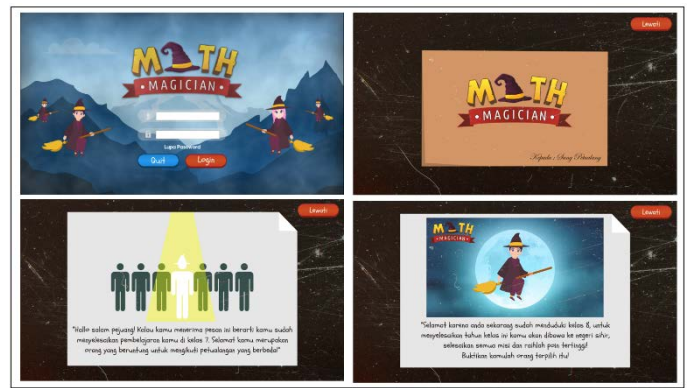 MATH
• MAGICIAN •
Lupa Password
Quit
Login
Lewati
MATH
• MAGICIAN •
Kepada : Sang Petualang
Lewati
"Hallo salam pejuang! Kalau kamu menerima pesan ini berarti kamu sudah
menyelesaikan pembelajaran kamu di kelas 7. Selamat kamu merupakan
orang yang beruntung untuk mengikuti petualangan yang berbeda!"
Lewati
MATH
• MAGICIAN •
"Selamat karena anda sekarang sudah menduduki kelas 8, untuk
menyelesaikan tahun kelas ini kamu akan dibawa ke negeri sihir,
selesaikan semua misi dan raihlah poin tertinggi!
Buktikan kamulah orang terpilih itu!